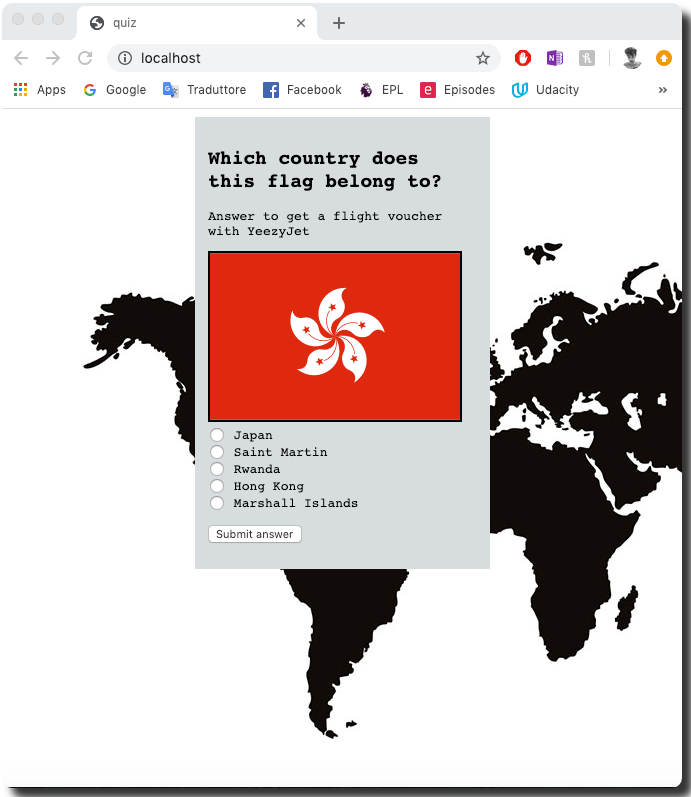 quiz
localhost
Apps Google Traduttore Facebook EPL Episodes Udacity »
Which country does
this flag belong to?
Answer to get a flight voucher
with YeezyJet
Japan
Saint Martin
Rwanda
Hong Kong
Marshall Islands
Submit answer